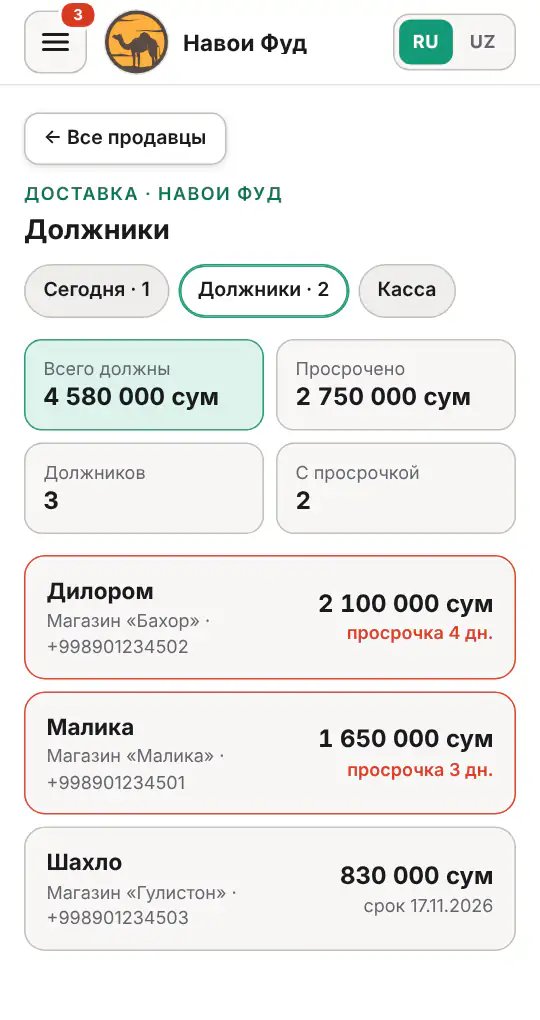 3
Навои Фуд
RU UZ
← Все продавцы
ДОСТАВКА · НАВОИ ФУД
Должники
Сегодня · 1 Должники · 2 Касса
Всего должны
4 580 000 сум
Просрочено
2 750 000 сум
Должников
3
С просрочкой
2
Дилором
Магазин «Бахор» ·
+998901234502
2 100 000 сум
просрочка 4 дн.
Малика
Магазин «Малика» ·
+998901234501
1 650 000 сум
просрочка 3 дн.
Шахло
Магазин «Гулистон» ·
+998901234503
830 000 сум
срок 17.11.2026